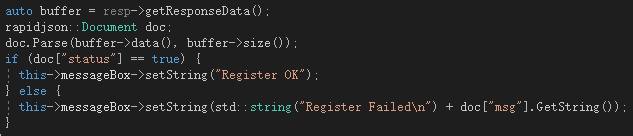 auto buffer = resp->getResponseData();
rapidjson::Document doc;
doc.Parse(buffer->data(), buffer->size());
if (doc["status"] == true) {
  this->messageBox->setString("Register OK");
} else {
  this->messageBox->setString(std::string("Register Failed\n") + doc["msg"].GetString());
}